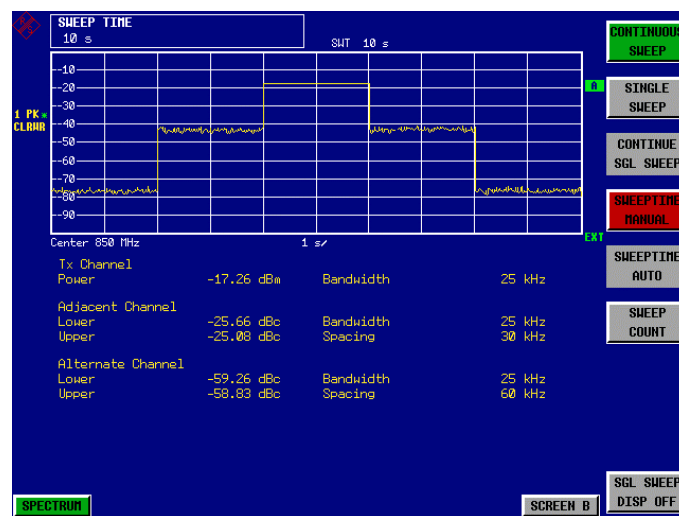 SWEEP TIME
10 s
SWT 10 s
-10
-20
A
-30
1 PK*
CLRWR
-40
-50
-60
-70
-80
-90
EXT
Center 850 MHz 1 s/
Tx Channel
Power -17.26 dBm Bandwidth 25 kHz
Adjacent Channel
Lower -25.66 dBc Bandwidth 25 kHz
Upper -25.08 dBc Spacing 30 kHz
Alternate Channel
Lower -59.26 dBc Bandwidth 25 kHz
Upper -58.83 dBc Spacing 60 kHz
SPECTRUM
SCREEN B
CONTINUOUS
SWEEP
SINGLE
SWEEP
CONTINUE
SGL SWEEP
SWEEPTIME
MANUAL
SWEEPTIME
AUTO
SWEEP
COUNT
SGL SWEEP
DISP OFF